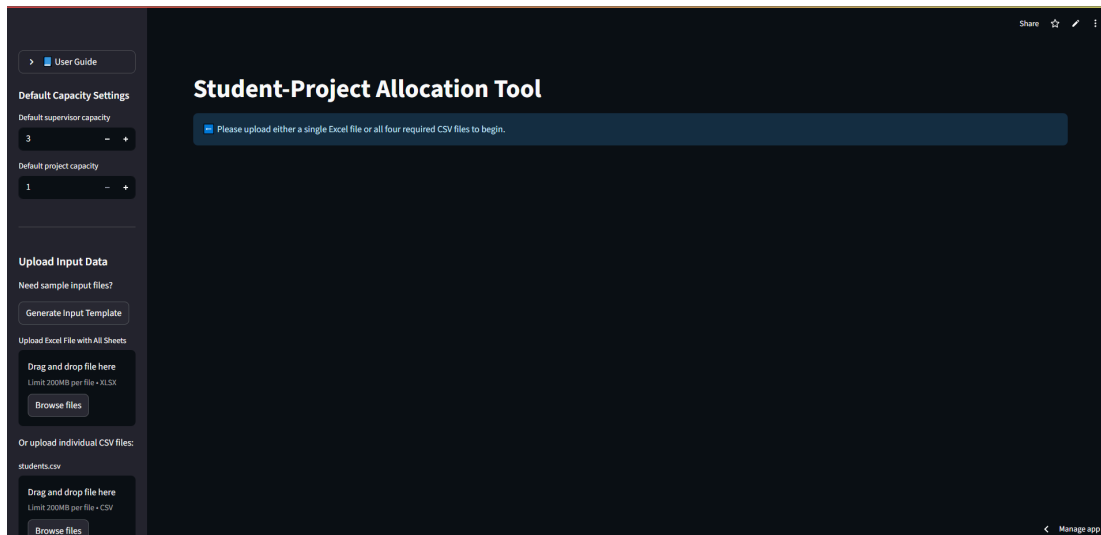 Share
User Guide
Default Capacity Settings
Default supervisor capacity
3
Default project capacity
1
Upload Input Data
Need sample input files?
Generate Input Template
Upload Excel File with All Sheets
Drag and drop file here
Limit 200MB per file • XLSX
Browse files
Or upload individual CSV files:
students.csv
Drag and drop file here
Limit 200MB per file • CSV
Browse files
Student-Project Allocation Tool
Please upload either a single Excel file or all four required CSV files to begin.
Manage app